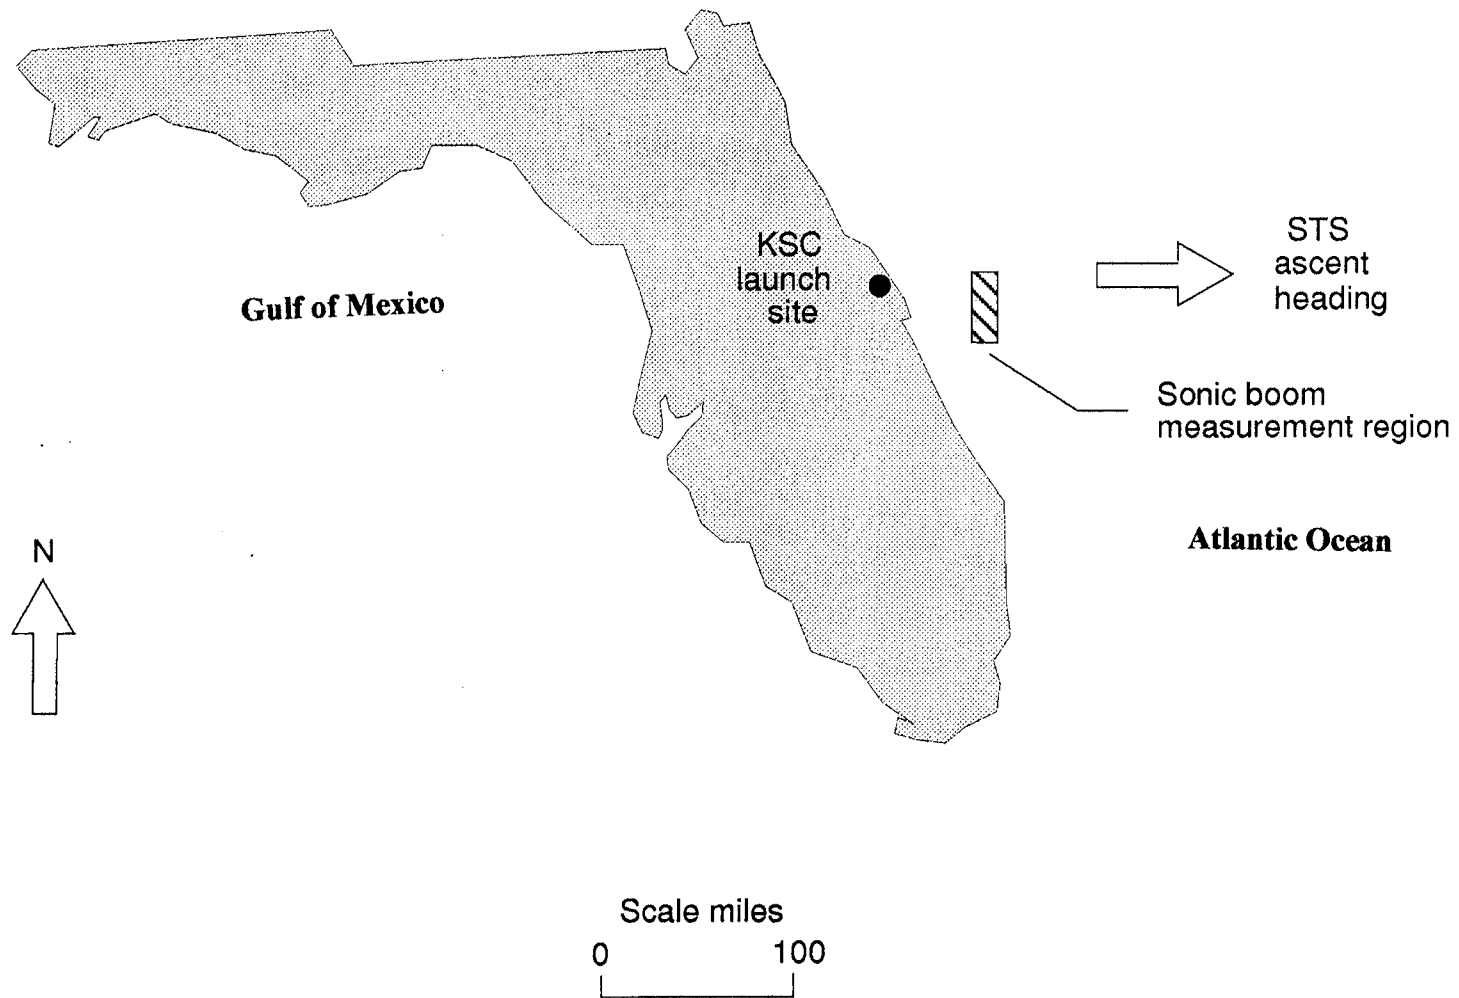 KSC
launch
site
STS
ascent
heading
Gulf of Mexico
Sonic boom
measurement region
Atlantic Ocean
N
Scale miles
0 100